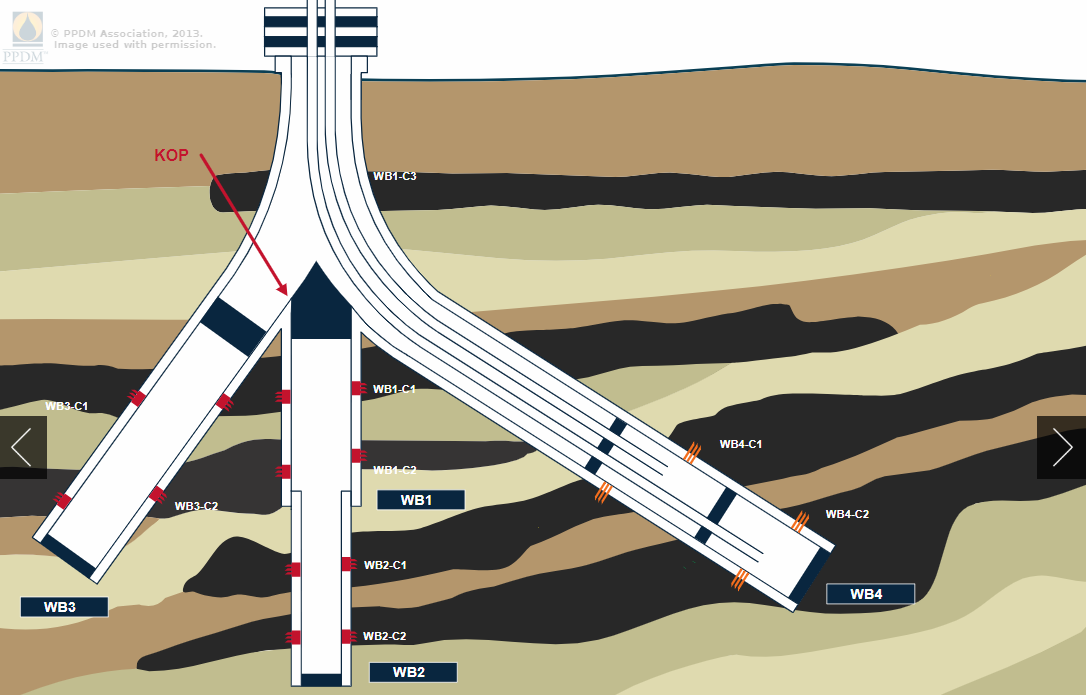 © PPDM Association, 2013.
Image used with permission.
PPDM
KOP
WB1-C3
WB1-C1
WB3-C1
WB4-C1
WB1-C2
WB1
WB3-C2
WB4-C2
WB2-C1
WB4
WB3
WB2-C2
WB2